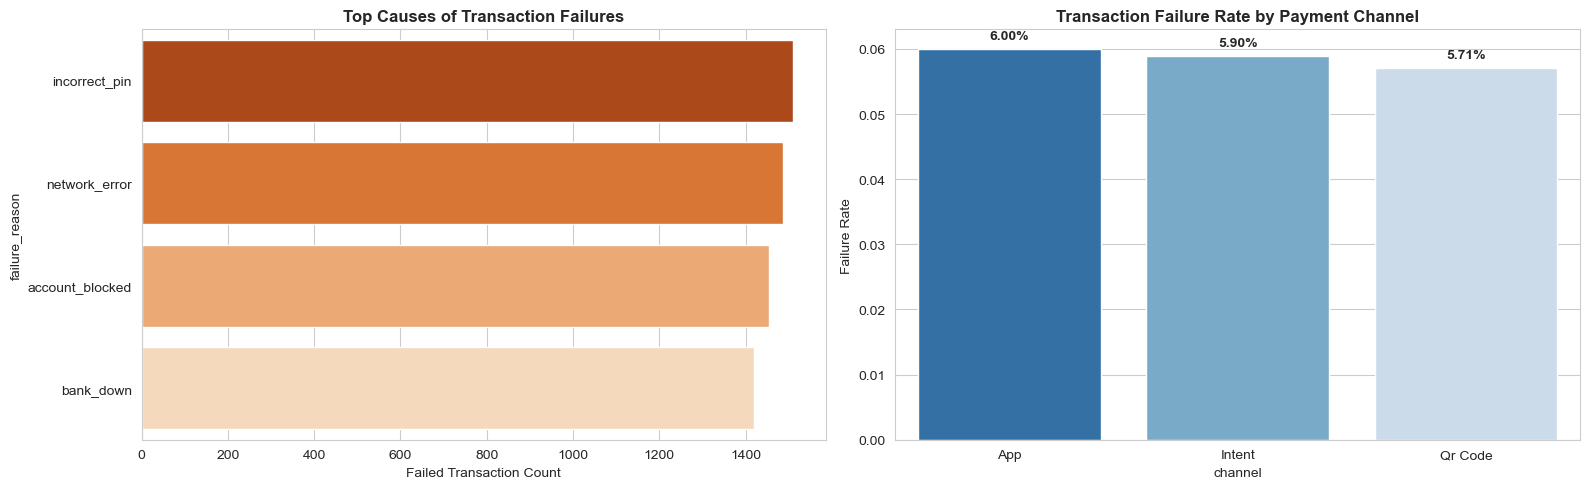 Top Causes of Transaction Failures
failure_reason
incorrect_pin
network_error
account_blocked
bank_down
0 200 400 600 800 1000 1200 1400
Failed Transaction Count
Transaction Failure Rate by Payment Channel
Failure Rate
0.06
0.05
0.04
0.03
0.02
0.01
0.00
6.00% 5.90% 5.71%
App Intent Qr Code
channel